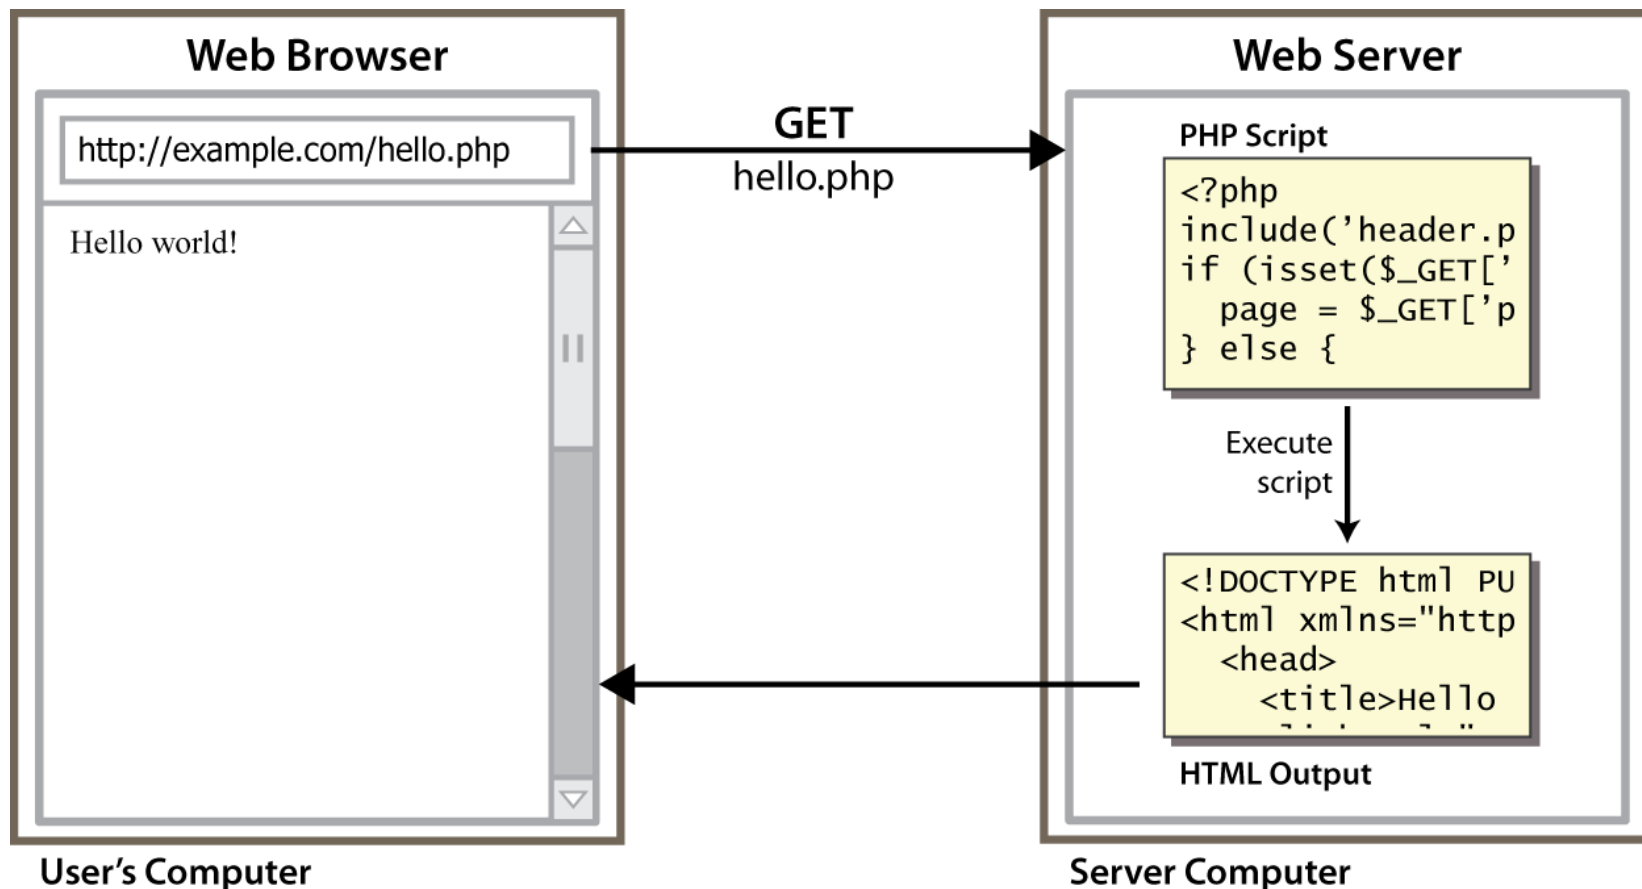 Web Browser
http://example.com/hello.php
Hello world!
User’s Computer
GET
hello.php
Web Server
PHP Script
<?php
include(’header.p
if (isset($_GET[’
  page = $_GET[’p
} else {
Execute
script
<!DOCTYPE html PU
<html xmlns="http
  <head>
    <title>Hello
HTML Output
Server Computer